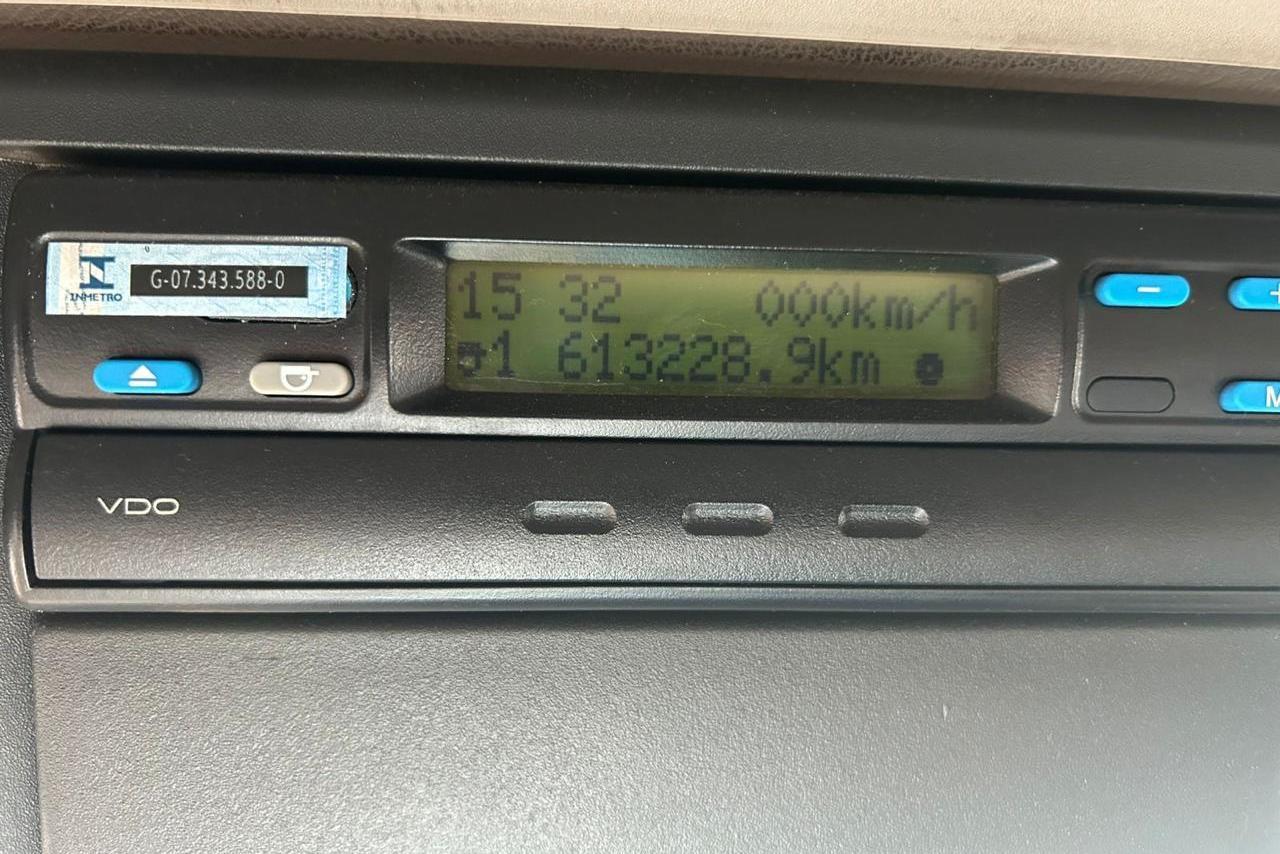 INMETRO
G-07.343.588-0
15 32 000km/h
1 613228.9km
- +
M
VDO